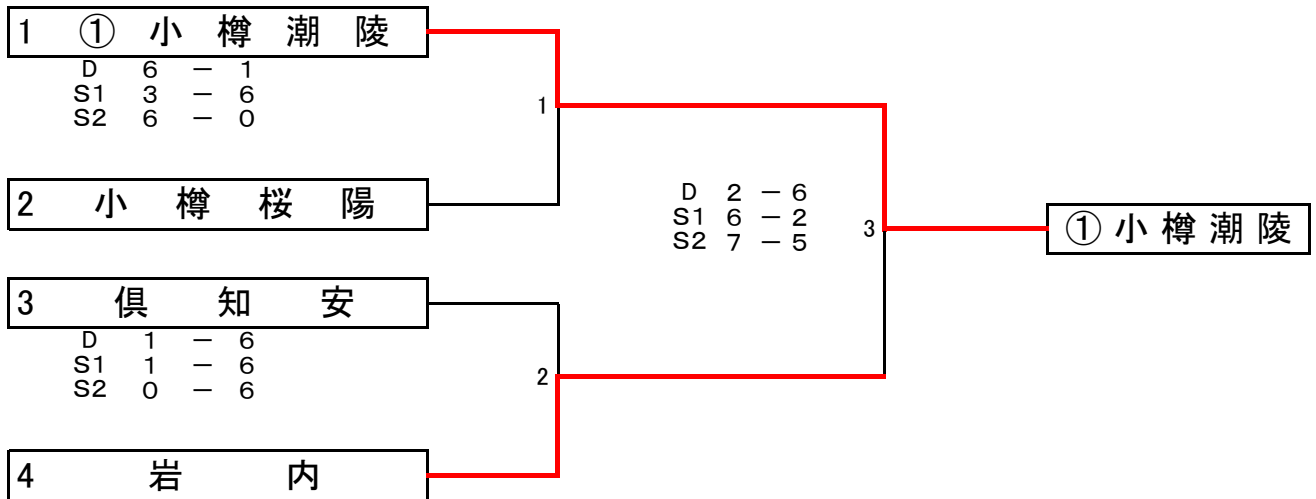 1 ① 小 樽 潮 陵
D 6 － 1
S1 3 － 6
S2 6 － 0
1
2 小 樽 桜 陽
D 2 － 6
S1 6 － 2
S2 7 － 5
3
① 小 樽 潮 陵
3 倶 知 安
D 1 － 6
S1 1 － 6
S2 0 － 6
2
4 岩 内